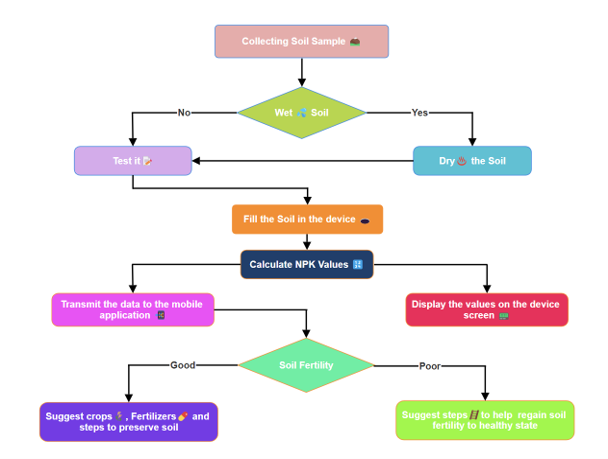 Collecting Soil Sample
Wet Soil
No
Yes
Test it
Dry the Soil
Fill the Soil in the device
Calculate NPK Values
Transmit the data to the mobile
application
Display the values on the device
screen
Soil Fertility
Good
Poor
Suggest crops , Fertilizers and
steps to preserve soil
Suggest steps to help regain soil
fertility to healthy state